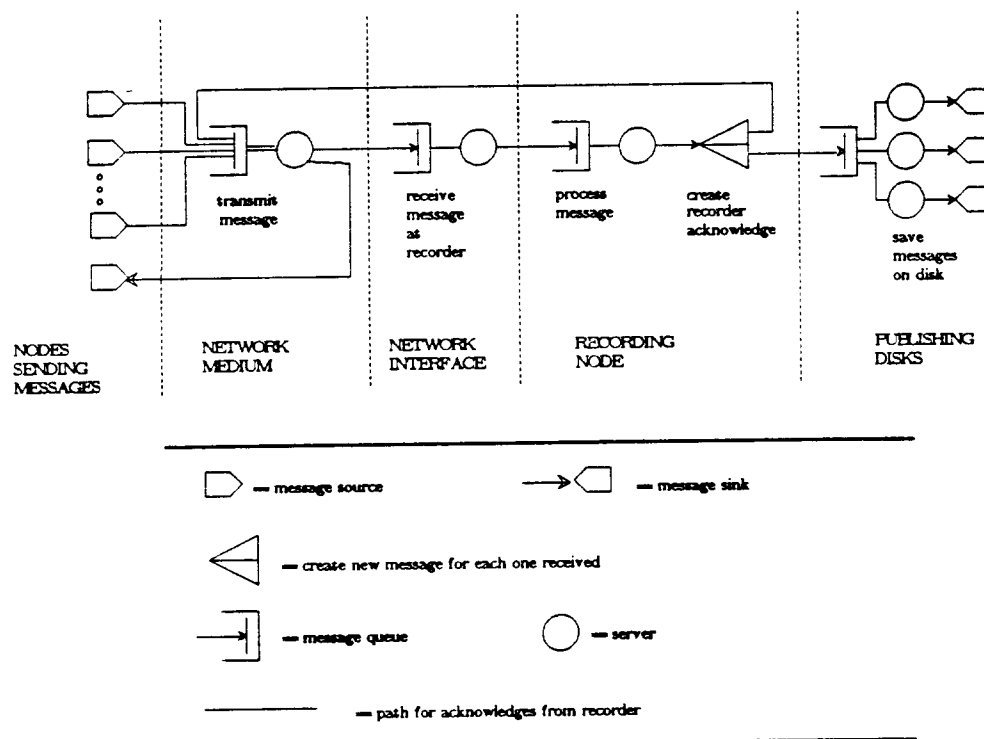 transmit
message
receive
message
at
recorder
process
message
create
recorder
acknowledge
save
messages
on disk
NODES
SENDING
MESSAGES
NETWORK
MEDIUM
NETWORK
INTERFACE
RECORDING
NODE
PUBLISHING
DISKS
= message source
= message sink
= create new message for each one received
= message queue
= server
= path for acknowledges from recorder